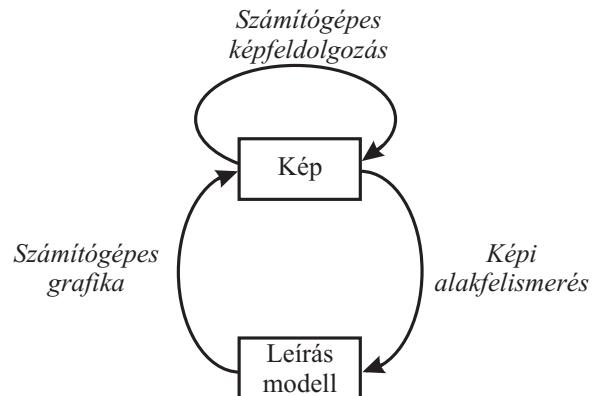 Számítógépes
képfeldolgozás
Kép
Számítógépes
grafika
Képi
alakfelismerés
Leírás
modell